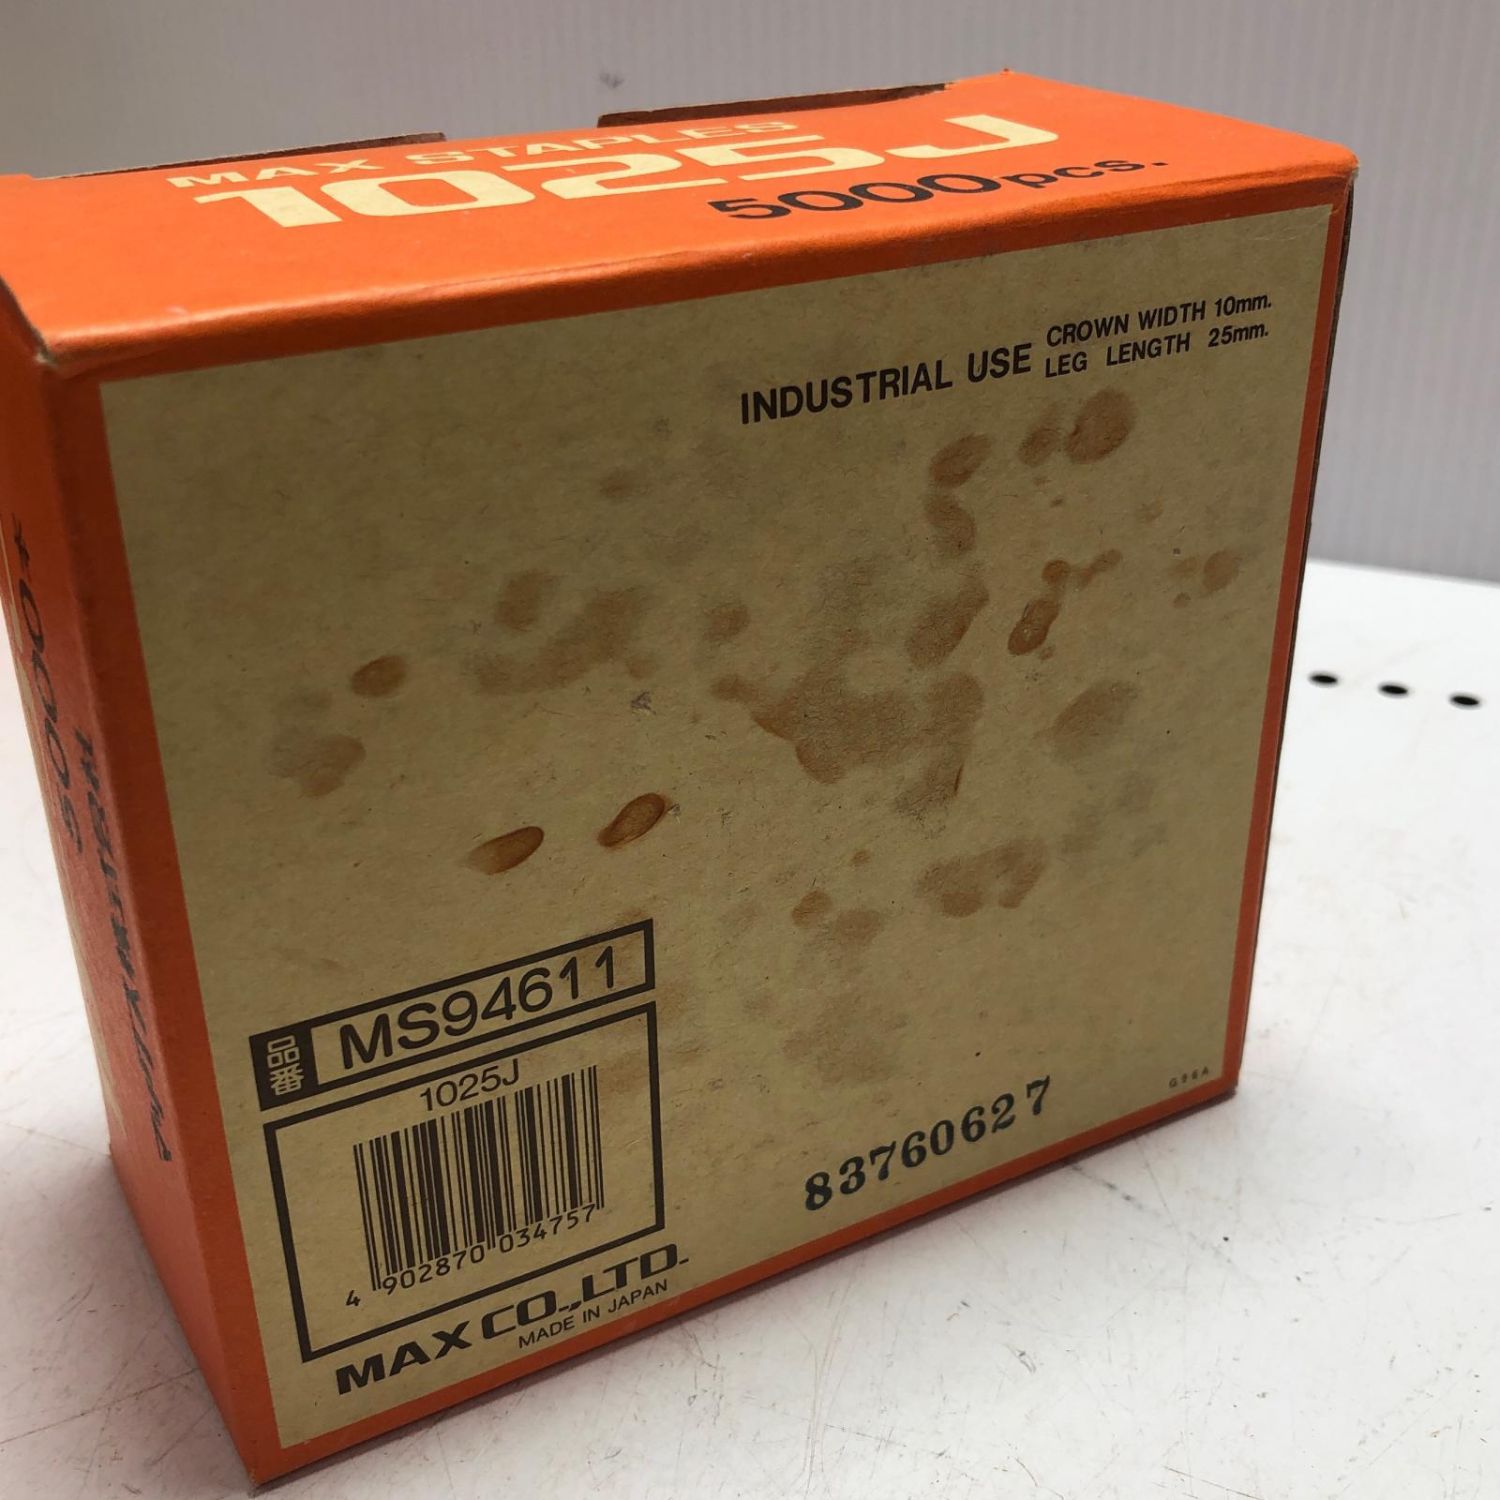 MAX STAPLES
1025J
5000pcs.
INDUSTRIAL USE
CROWN WIDTH 10mm.
LEG LENGTH 25mm.
品番
MS94611
1025J
4 902870 034757
MAX CO.,LTD.
MADE IN JAPAN
83760627